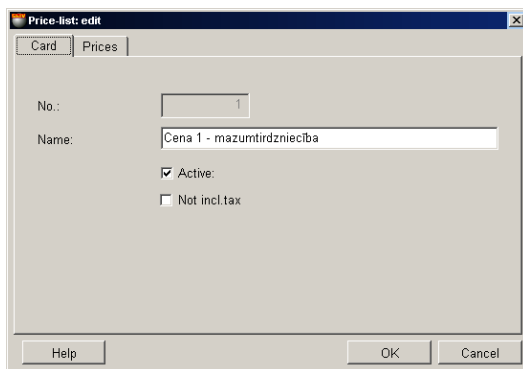 Price-list: edit
Card Prices
No.: 1
Name: Cena 1 - mazumtirdzniecība
Active:
Not incl.tax
Help OK Cancel